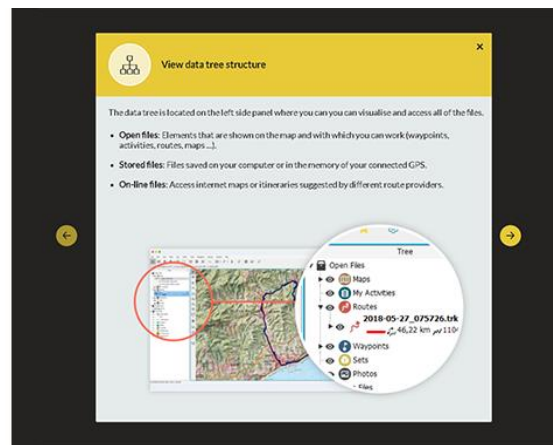 View data tree structure
×
The data tree is located on the left side panel where you can you can visualise and access all of the files.
• Open files: Elements that are shown on the map and with which you can work (waypoints,
activities, routes, maps ...).
• Stored files: Files saved on your computer or in the memory of your connected GPS.
• On-line files: Access internet maps or itineraries suggested by different route providers.
Tree
Open Files
Maps
My Activities
Routes
2018-05-27_075726.trk
46,22 km
1104
Waypoints
Sets
Photos
Files